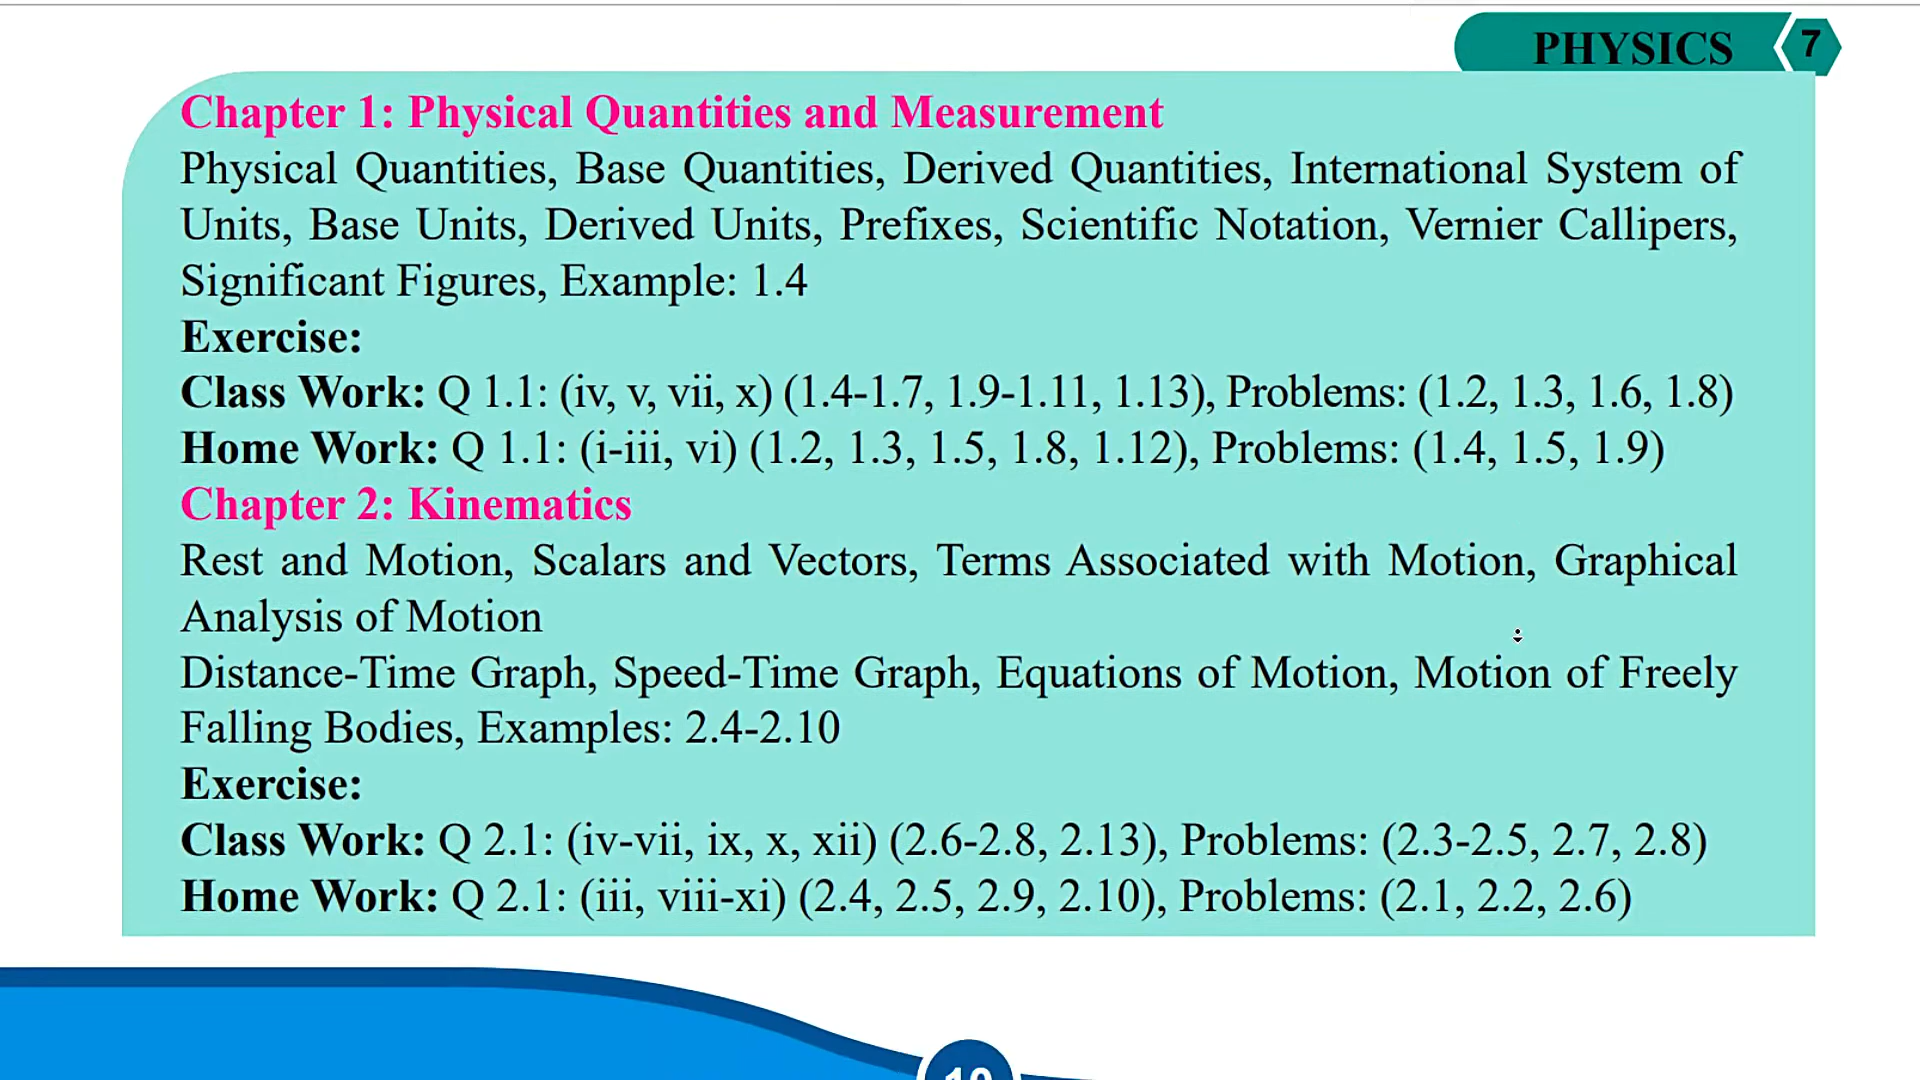 PHYSICS 7
Chapter 1: Physical Quantities and Measurement
Physical Quantities, Base Quantities, Derived Quantities, International System of
Units, Base Units, Derived Units, Prefixes, Scientific Notation, Vernier Callipers,
Significant Figures, Example: 1.4
Exercise:
Class Work: Q 1.1: (iv, v, vii, x) (1.4-1.7, 1.9-1.11, 1.13), Problems: (1.2, 1.3, 1.6, 1.8)
Home Work: Q 1.1: (i-iii, vi) (1.2, 1.3, 1.5, 1.8, 1.12), Problems: (1.4, 1.5, 1.9)
Chapter 2: Kinematics
Rest and Motion, Scalars and Vectors, Terms Associated with Motion, Graphical
Analysis of Motion
Distance-Time Graph, Speed-Time Graph, Equations of Motion, Motion of Freely
Falling Bodies, Examples: 2.4-2.10
Exercise:
Class Work: Q 2.1: (iv-vii, ix, x, xii) (2.6-2.8, 2.13), Problems: (2.3-2.5, 2.7, 2.8)
Home Work: Q 2.1: (iii, viii-xi) (2.4, 2.5, 2.9, 2.10), Problems: (2.1, 2.2, 2.6)